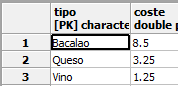 tipo coste
[PK] characte double p
1 Bacalao 8.5
2 Queso 3.25
3 Vino 1.25